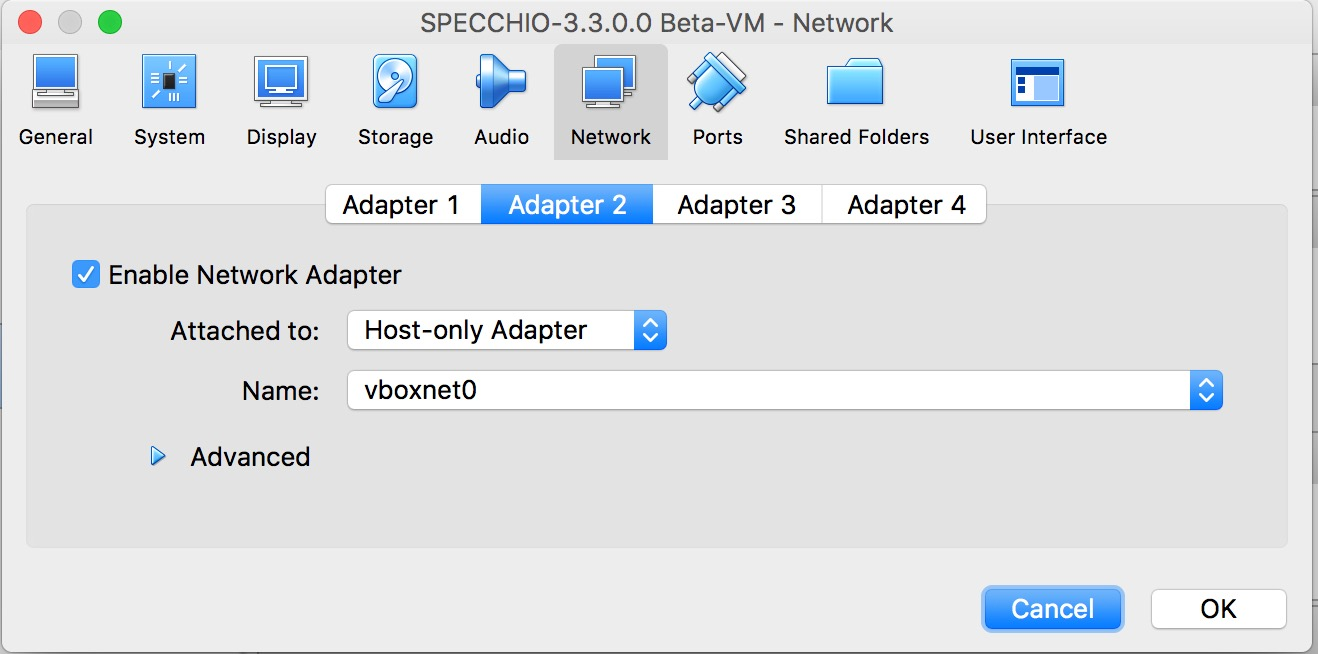 SPECCHIO-3.3.0.0 Beta-VM - Network
General System Display Storage Audio Network Ports Shared Folders User Interface
Adapter 1 Adapter 2 Adapter 3 Adapter 4
Enable Network Adapter
Attached to: Host-only Adapter
Name: vboxnet0
Advanced
Cancel OK